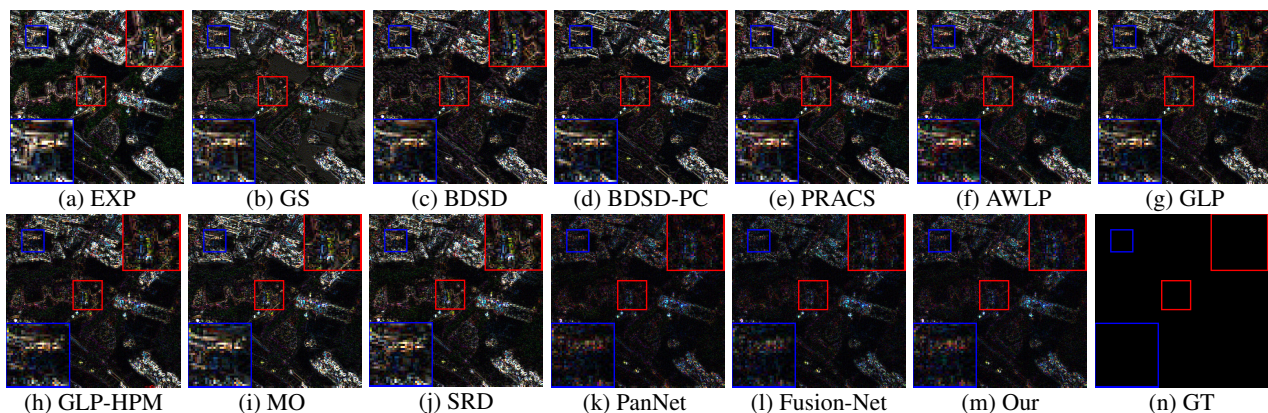 (a) EXP (b) GS (c) BDSD (d) BDSD-PC (e) PRACS (f) AWLP (g) GLP
(h) GLP-HPM (i) MO (j) SRD (k) PanNet (l) Fusion-Net (m) Our (n) GT